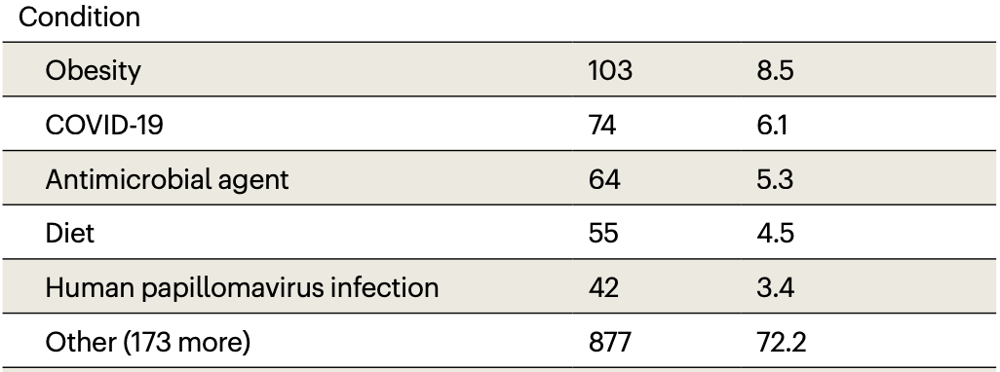 Condition
Obesity 103 8.5
COVID-19 74 6.1
Antimicrobial agent 64 5.3
Diet 55 4.5
Human papillomavirus infection 42 3.4
Other (173 more) 877 72.2